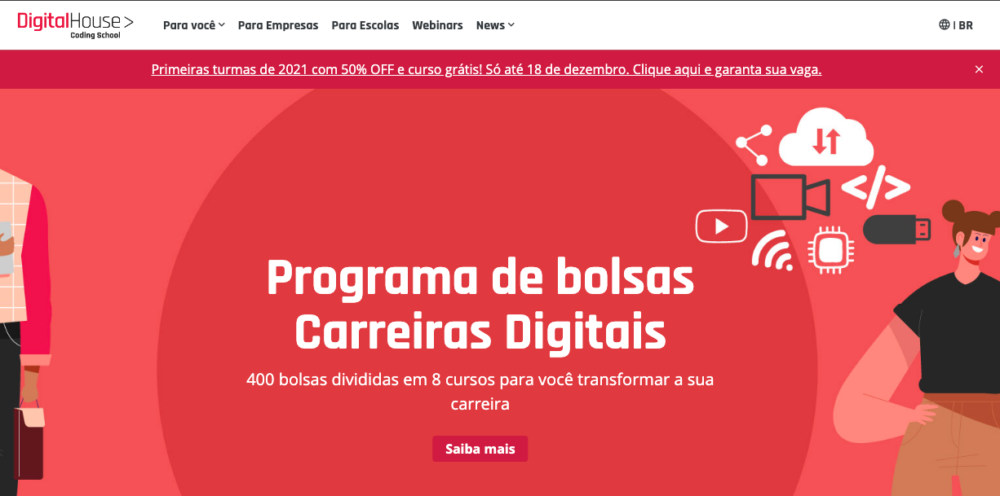 DigitalHouse >
Coding School
Para você Para Empresas Para Escolas Webinars News
| BR
Primeiras turmas de 2021 com 50% OFF e curso grátis! Só até 18 de dezembro. Clique aqui e garanta sua vaga.
</>
Programa de bolsas
Carreiras Digitais
400 bolsas divididas em 8 cursos para você transformar a sua
carreira
Saiba mais